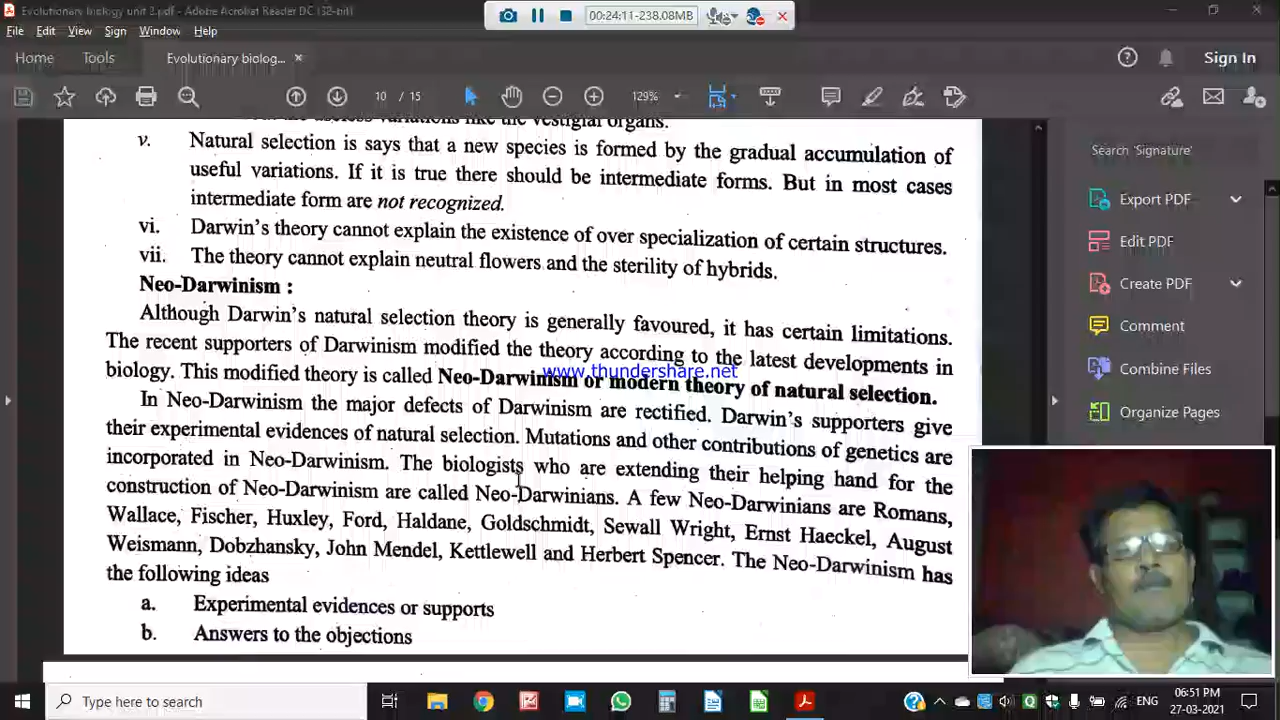 Evolutionary biology unit 2.pdf - Adobe Acrobat Reader DC (32-bit)
00:24:11-238.08MB
File Edit View Sign Window Help
Home Tools Evolutionary biolog... × Sign In
10 / 15 129%
the useless variations like the vestigial organs.
v. Natural selection is says that a new species is formed by the gradual accumulation of
useful variations. If it is true there should be intermediate forms. But in most cases
intermediate form are not recognized.
vi. Darwin's theory cannot explain the existence of over specialization of certain structures.
vii. The theory cannot explain neutral flowers and the sterility of hybrids.
Neo-Darwinism :
Although Darwin's natural selection theory is generally favoured, it has certain limitations.
The recent supporters of Darwinism modified the theory according to the latest developments in
biology. This modified theory is called Neo-Darwinism or modern theory of natural selection.
www.thundershare.net
In Neo-Darwinism the major defects of Darwinism are rectified. Darwin's supporters give
their experimental evidences of natural selection. Mutations and other contributions of genetics are
incorporated in Neo-Darwinism. The biologists who are extending their helping hand for the
construction of Neo-Darwinism are called Neo-Darwinians. A few Neo-Darwinians are Romans,
Wallace, Fischer, Huxley, Ford, Haldane, Goldschmidt, Sewall Wright, Ernst Haeckel, August
Weismann, Dobzhansky, John Mendel, Kettlewell and Herbert Spencer. The Neo-Darwinism has
the following ideas
a. Experimental evidences or supports
b. Answers to the objections
Search 'Signature'
Export PDF
Edit PDF
Create PDF
Comment
Combine Files
Organize Pages
Type here to search
ENG
06:51 PM
27-03-2021